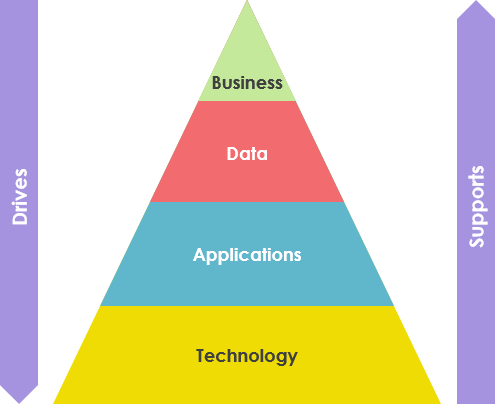 Business
Data
Applications
Technology
Drives
Supports